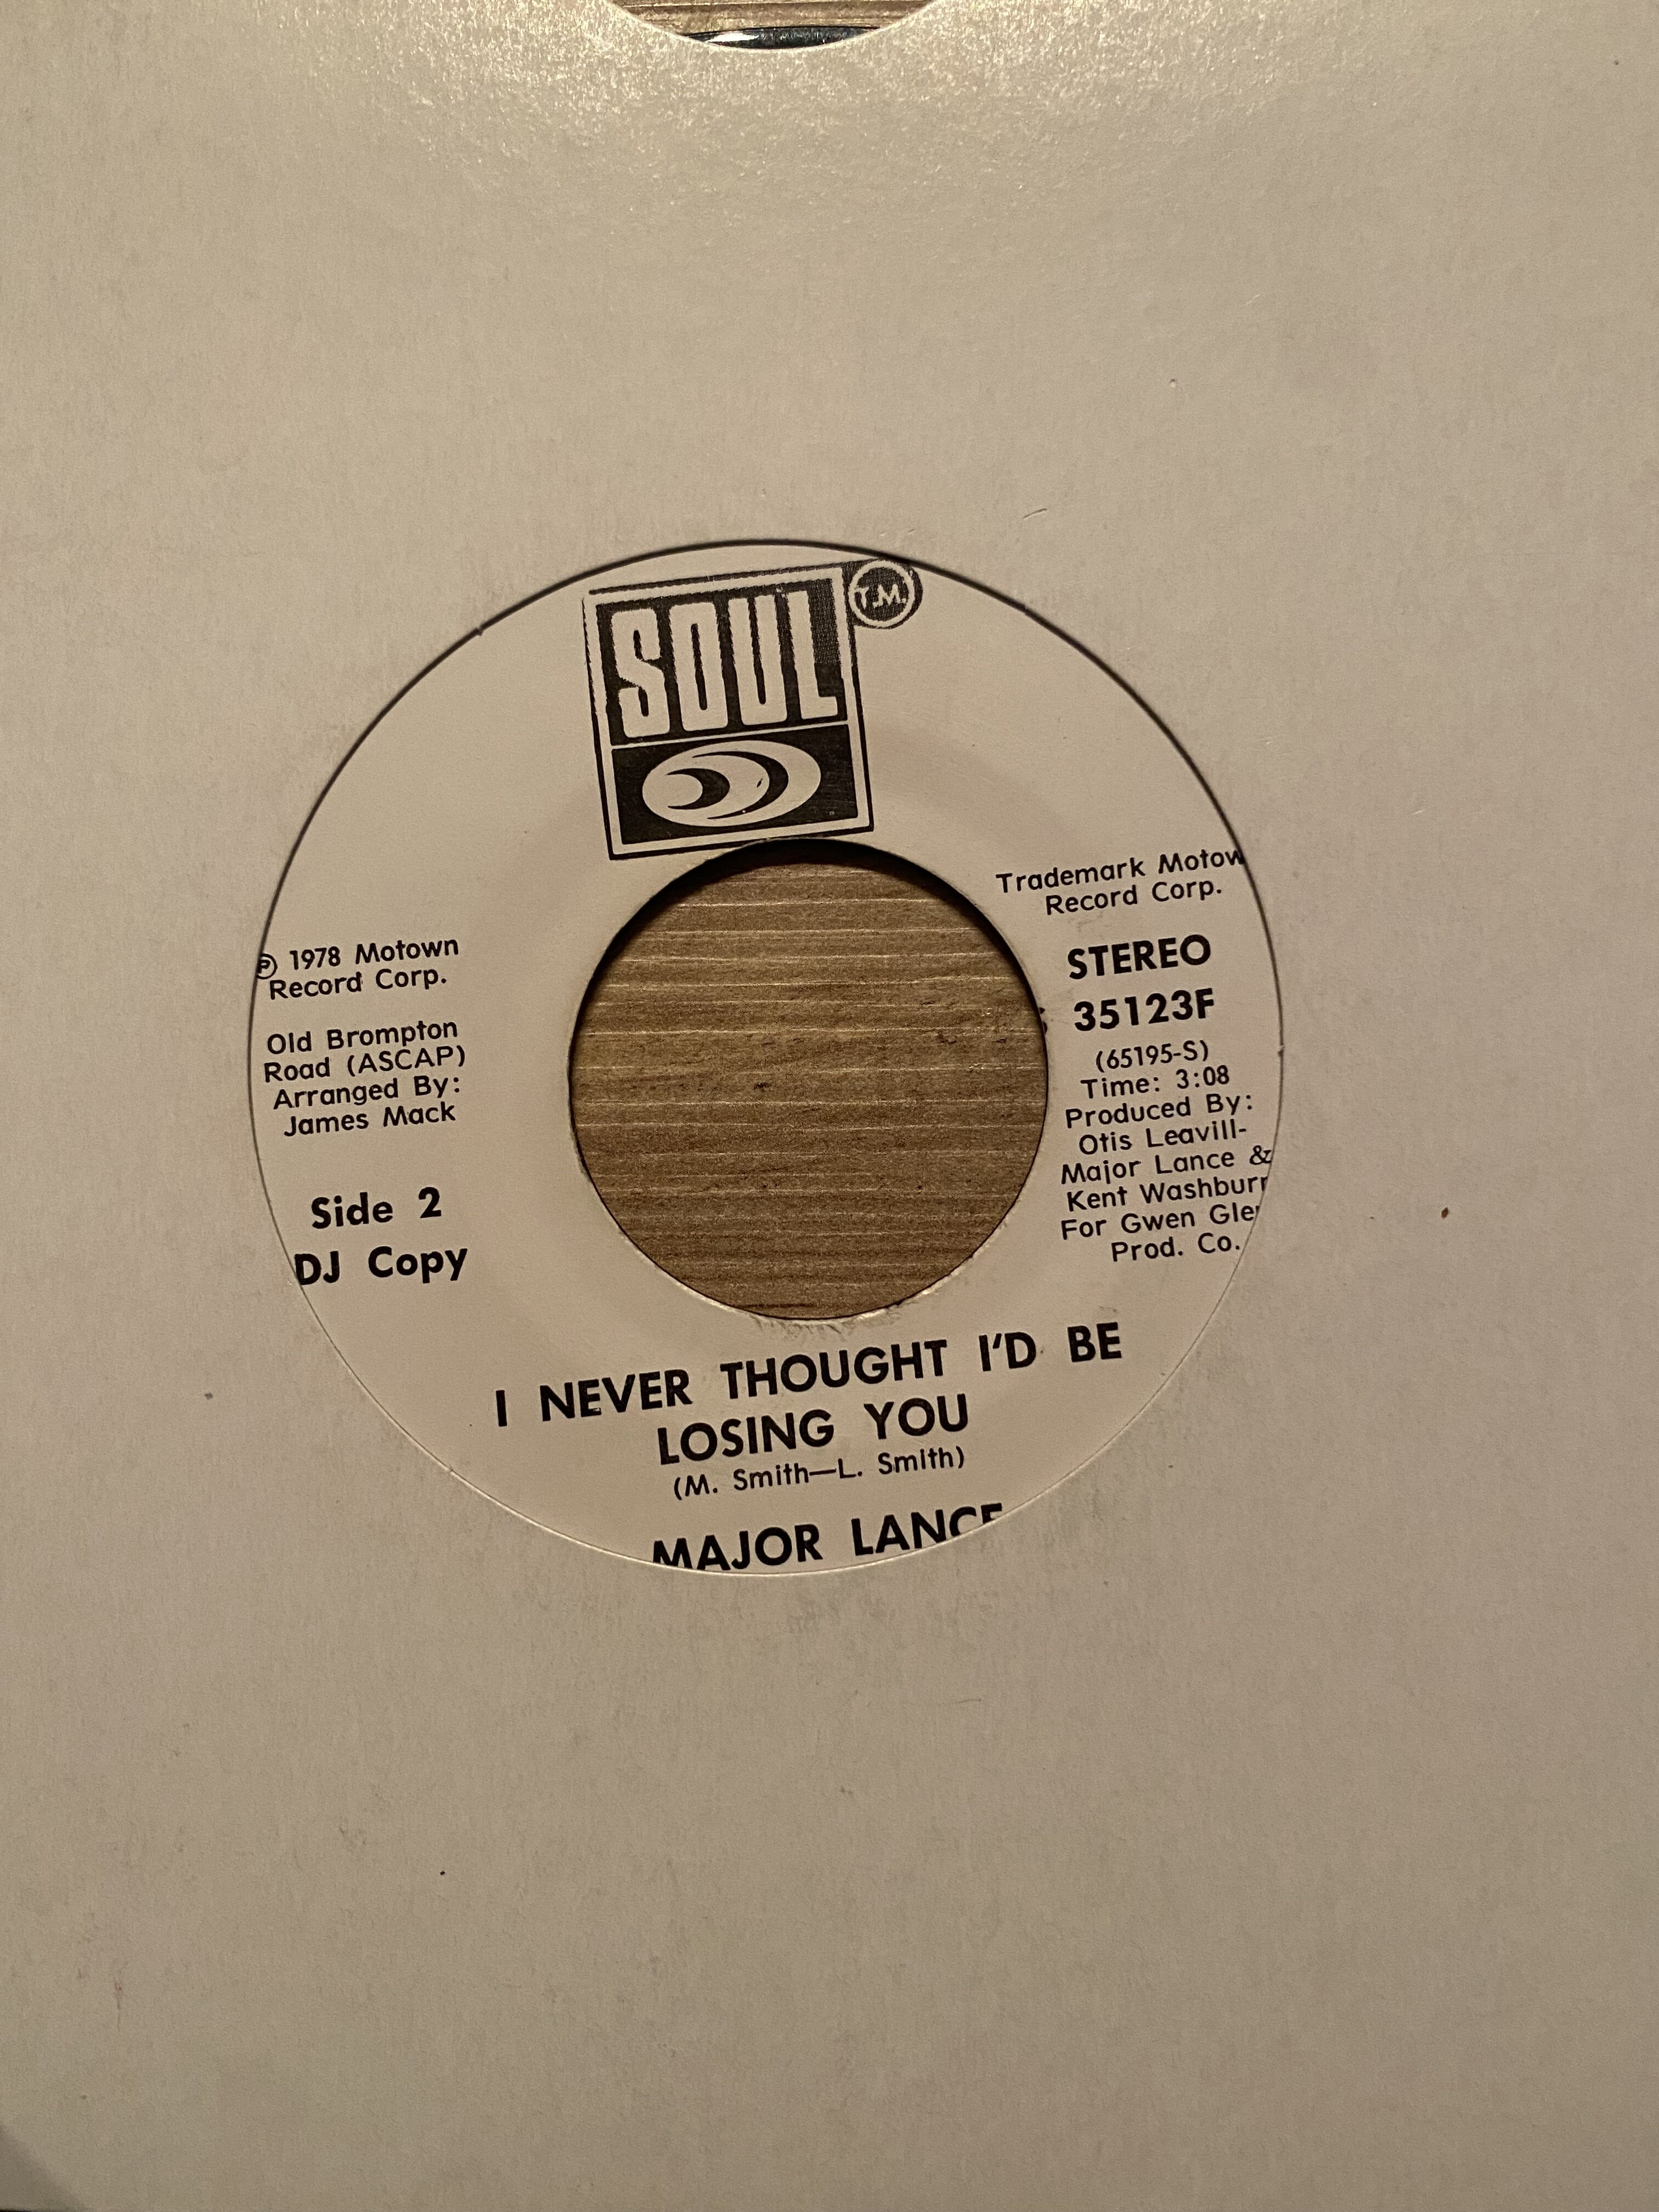 SOUL
T.M.
Trademark Motow
Record Corp.
℗ 1978 Motown
Record Corp.
Old Brompton
Road (ASCAP)
Arranged By:
James Mack
Side 2
DJ Copy
STEREO
S 35123F
(65195-S)
Time: 3:08
Produced By:
Otis Leavill-
Major Lance &
Kent Washburn
For Gwen Gle
Prod. Co.
I NEVER THOUGHT I'D BE
LOSING YOU
(M. Smith—L. Smith)
MAJOR LANCE